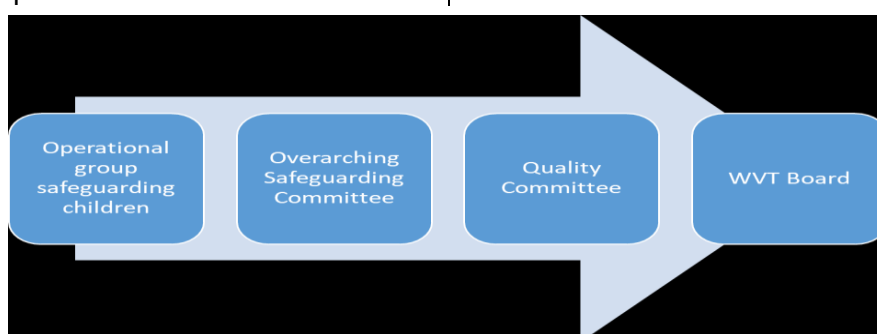 Operational
group
safeguarding
children
Overarching
Safeguarding
Committee
Quality
Committee
WVT Board